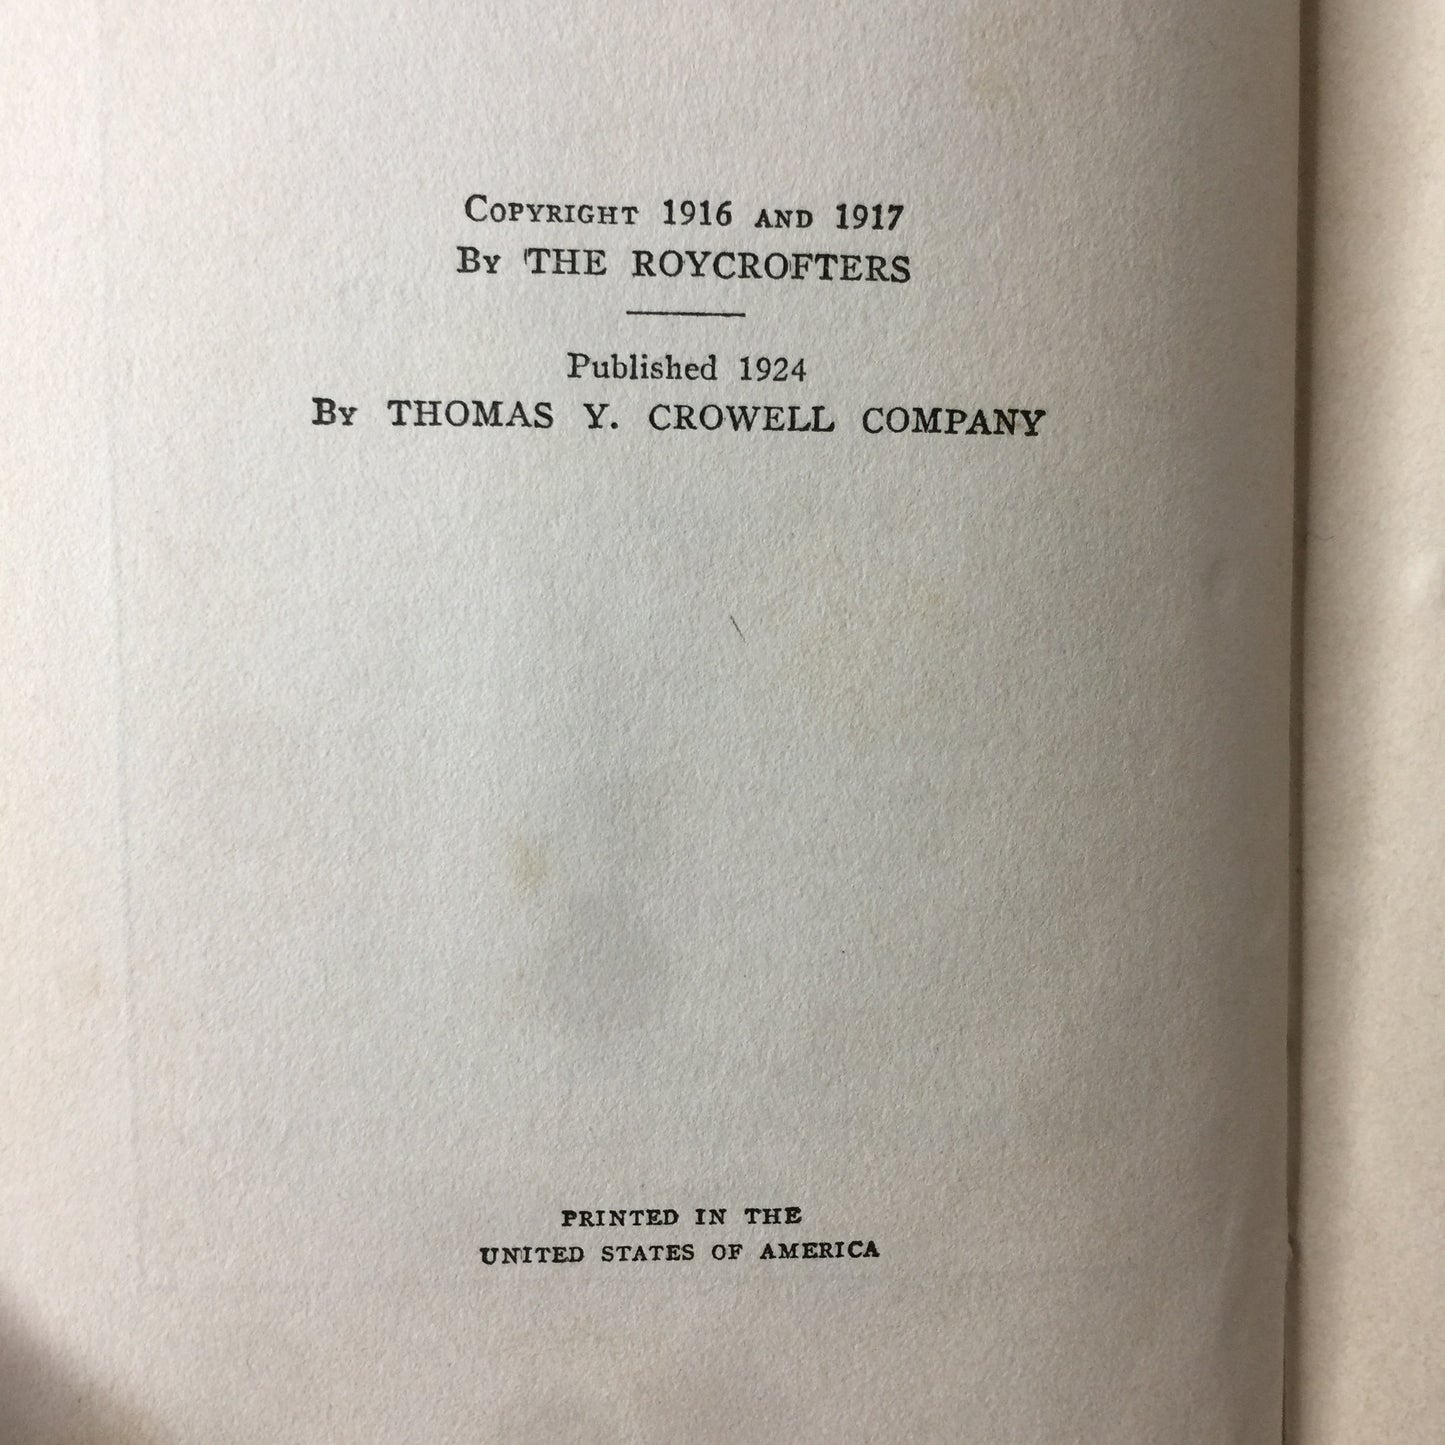 Copyright 1916 and 1917
By THE ROYCROFTERS
Published 1924
By THOMAS Y. CROWELL COMPANY
PRINTED IN THE
UNITED STATES OF AMERICA